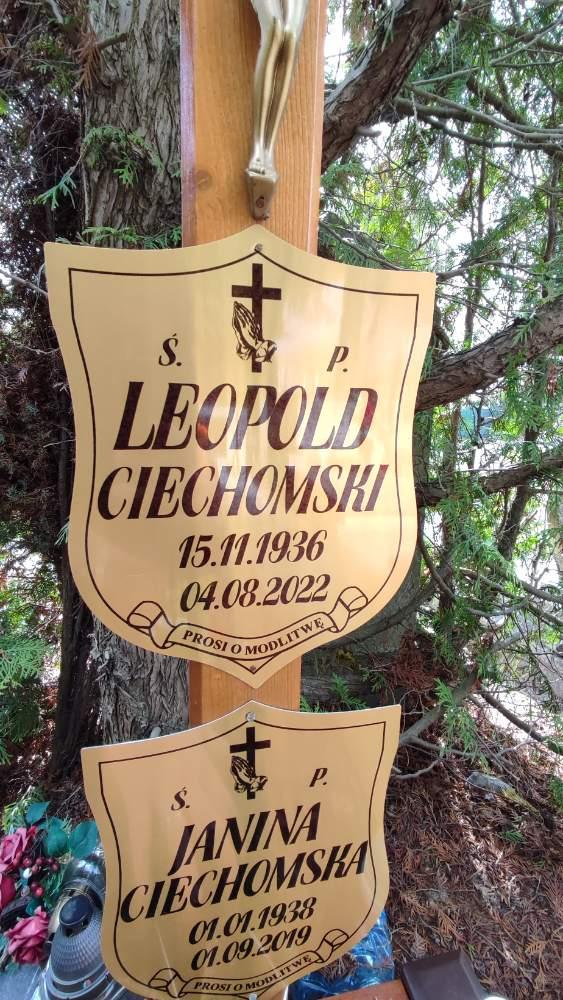 Ś. P.
LEOPOLD
CIECHOMSKI
15.11.1936
04.08.2022
PROSI O MODLITWĘ
Ś. P.
JANINA
CIECHOMSKA
01.01.1938
01.09.2019
PROSI O MODLITWĘ